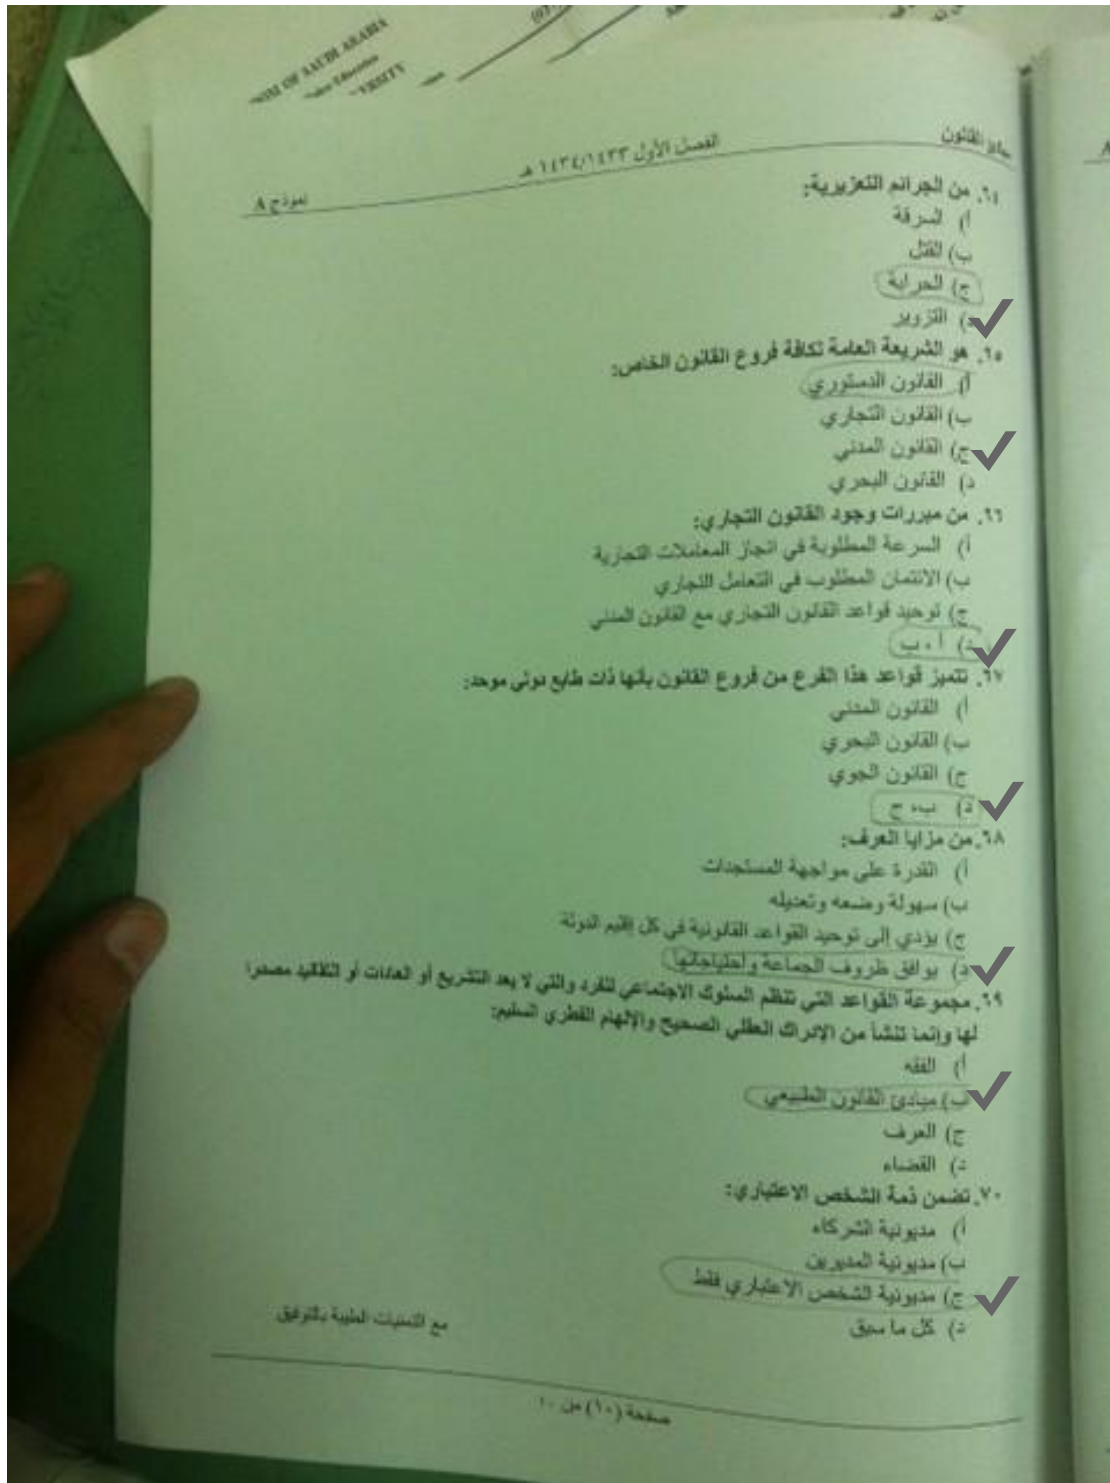 OF SAUDI ARABIA
Education
VERSITY
القانون
الفصل الأول ١٤٣٤/١٤٣٣ هـ
نموذج A
٦٤. من الجرائم التعزيرية:
أ) السرقة
ب) القتل
ج) الحرابة
د) التزوير
٦٥. هو الشريعة العامة لكافة فروع القانون الخاص:
أ) القانون الدستوري
ب) القانون التجاري
ج) القانون المدني
د) القانون البحري
٦٦. من مبررات وجود القانون التجاري:
أ) السرعة المطلوبة في انجاز المعاملات التجارية
ب) الائتمان المطلوب في التعامل التجاري
ج) توحيد قواعد القانون التجاري مع القانون المدني
د) أ، ب
٦٧. تتميز قواعد هذا الفرع من فروع القانون بأنها ذات طابع دولي موحد:
أ) القانون المدني
ب) القانون البحري
ج) القانون الجوي
د) ب، ج
٦٨. من مزايا العرف:
أ) القدرة على مواجهة المستجدات
ب) سهولة وضعه وتعديله
ج) يؤدي إلى توحيد القواعد القانونية في كل إقليم الدولة
د) يوافق ظروف الجماعة واحتياجاتها
٦٩. مجموعة القواعد التي تنظم السلوك الاجتماعي للفرد والتي لا يعد التشريع أو العادات أو التقاليد مصدرا
لها وإنما تنشأ من الإدراك العقلي الصحيح والإلهام الفطري السليم:
أ) الفقه
ب) مبادئ القانون الطبيعي
ج) العرف
د) القضاء
٧٠. تضمن ذمة الشخص الاعتباري:
أ) مديونية الشركاء
ب) مديونية المديرين
ج) مديونية الشخص الاعتباري فقط
د) كل ما سبق
مع التمنيات الطيبة بالتوفيق
صفحة (١٠) من ١٠